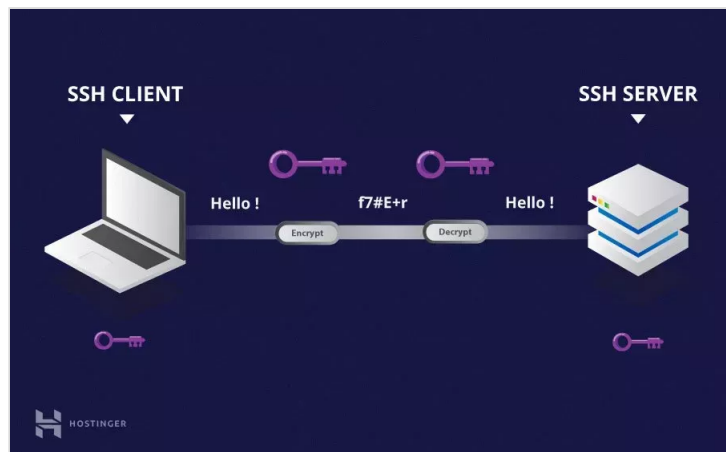 SSH CLIENT
SSH SERVER
Hello !
f7#E+r
Hello !
Encrypt
Decrypt
HOSTINGER